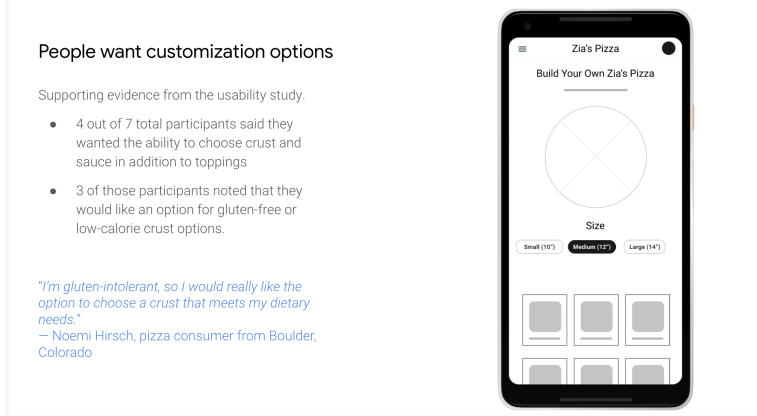 People want customization options
Supporting evidence from the usability study.
● 4 out of 7 total participants said they
wanted the ability to choose crust and
sauce in addition to toppings
● 3 of those participants noted that they
would like an option for gluten-free or
low-calorie crust options.
"I'm gluten-intolerant, so I would really like the
option to choose a crust that meets my dietary
needs."
— Noemi Hirsch, pizza consumer from Boulder,
Colorado
Zia's Pizza
Build Your Own Zia's Pizza
Size
Small (10") Medium (12") Large (14")